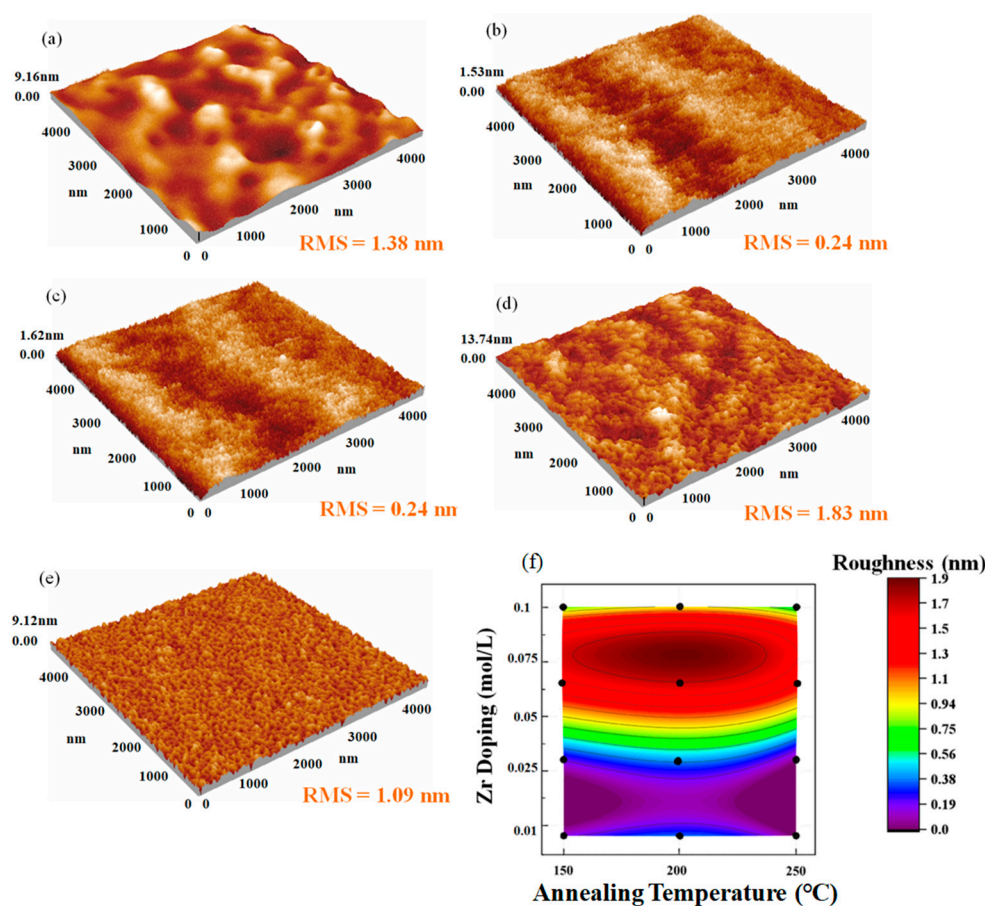 (a)
9.16nm
0.00
4000
3000
nm
2000
1000
0 0
1000
2000
nm
3000
4000
RMS = 1.38 nm
(b)
1.53nm
0.00
4000
3000
nm
2000
1000
0 0
1000
2000
nm
3000
4000
RMS = 0.24 nm
(c)
1.62nm
0.00
4000
3000
nm
2000
1000
0 0
1000
2000
nm
3000
4000
RMS = 0.24 nm
(d)
13.74nm
0.00
4000
3000
nm
2000
1000
0 0
1000
2000
nm
3000
4000
RMS = 1.83 nm
(e)
9.12nm
0.00
4000
3000
nm
2000
1000
0 0
1000
2000
nm
3000
4000
RMS = 1.09 nm
(f)
Roughness (nm)
1.9
1.7
1.5
1.3
1.1
0.94
0.75
0.56
0.38
0.19
0.0
Zr Doping (mol/L)
0.1
0.075
0.05
0.025
0.01
150
200
250
Annealing Temperature (℃)